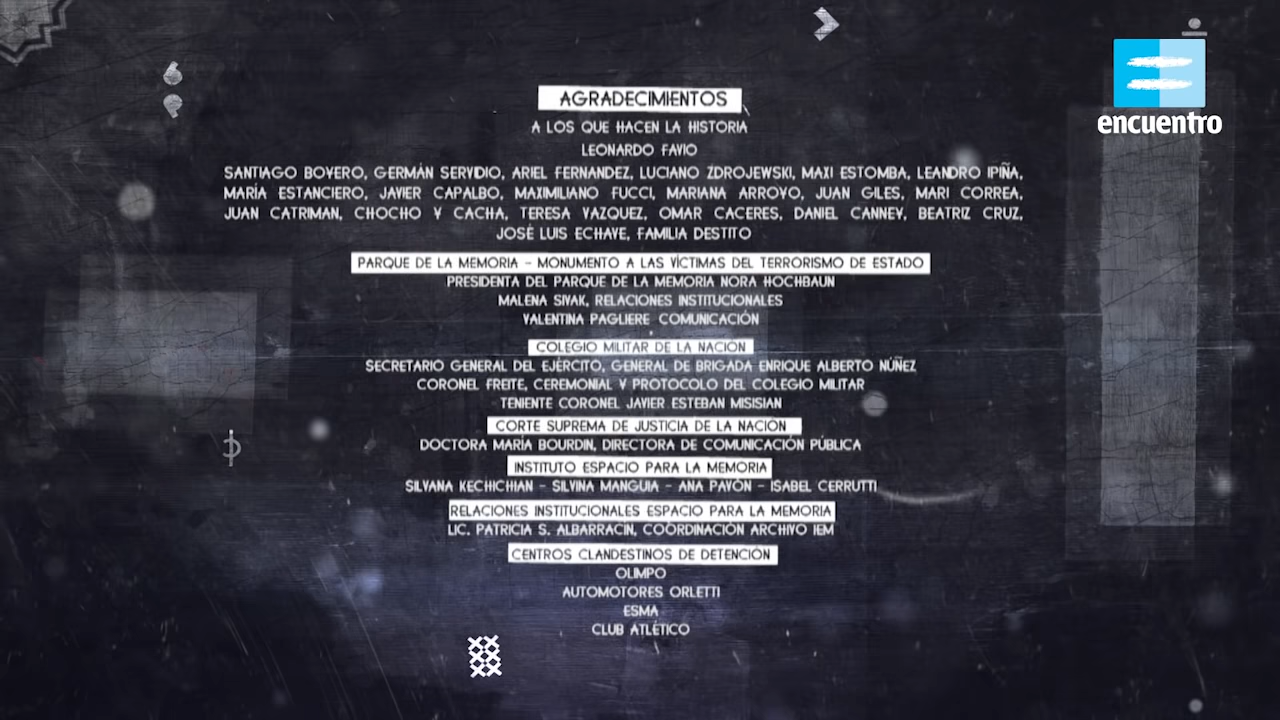 encuentro
AGRADECIMIENTOS
A LOS QUE HACEN LA HISTORIA
LEONARDO FAVIO
SANTIAGO BOVERO, GERMÁN SERVIDIO, ARIEL FERNANDEZ, LUCIANO ZDROJEWSKI, MAXI ESTOMBA, LEANDRO IPIÑA,
MARÍA ESTANCIERO, JAVIER CAPALBO, MAXIMILIANO FUCCI, MARIANA ARROYO, JUAN GILES, MARI CORREA,
JUAN CATRIMAN, CHOCHO Y CACHA, TERESA VAZQUEZ, OMAR CACERES, DANIEL CANNEY, BEATRIZ CRUZ,
JOSÉ LUIS ECHAVE, FAMILIA DESTITO
PARQUE DE LA MEMORIA - MONUMENTO A LAS VÍCTIMAS DEL TERRORISMO DE ESTADO
PRESIDENTA DEL PARQUE DE LA MEMORIA NORA HOCHBAUN
MALENA SIVAK, RELACIONES INSTITUCIONALES
VALENTINA PAGLIERE COMUNICACIÓN
COLEGIO MILITAR DE LA NACIÓN
SECRETARIO GENERAL DEL EJÉRCITO, GENERAL DE BRIGADA ENRIQUE ALBERTO NÚÑEZ
CORONEL FREITE, CEREMONIAL Y PROTOCOLO DEL COLEGIO MILITAR
TENIENTE CORONEL JAVIER ESTEBAN MISISIAN
CORTE SUPREMA DE JUSTICIA DE LA NACIÓN
DOCTORA MARÍA BOURDIN, DIRECTORA DE COMUNICACIÓN PÚBLICA
INSTITUTO ESPACIO PARA LA MEMORIA
SILVANA KECHICHIAN - SILVINA MANGUIA - ANA PAVÓN - ISABEL CERRUTTI
RELACIONES INSTITUCIONALES ESPACIO PARA LA MEMORIA
LIC. PATRICIA S. ALBARRACÍN, COORDINACIÓN ARCHIVO IEM
CENTROS CLANDESTINOS DE DETENCIÓN
OLIMPO
AUTOMOTORES ORLETTI
ESMA
CLUB ATLÉTICO